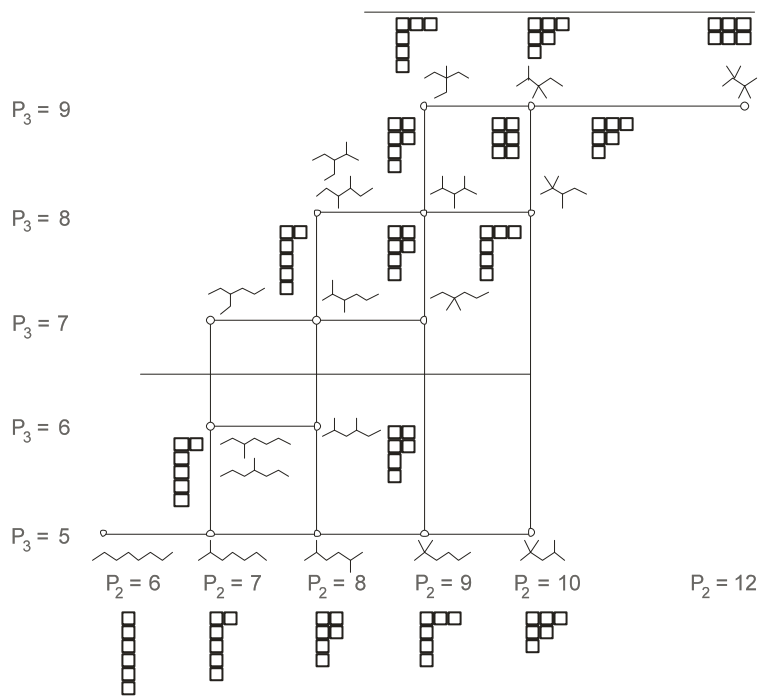 P3 = 9
P3 = 8
P3 = 7
P3 = 6
P3 = 5
P2 = 6 P2 = 7 P2 = 8 P2 = 9 P2 = 10 P2 = 12